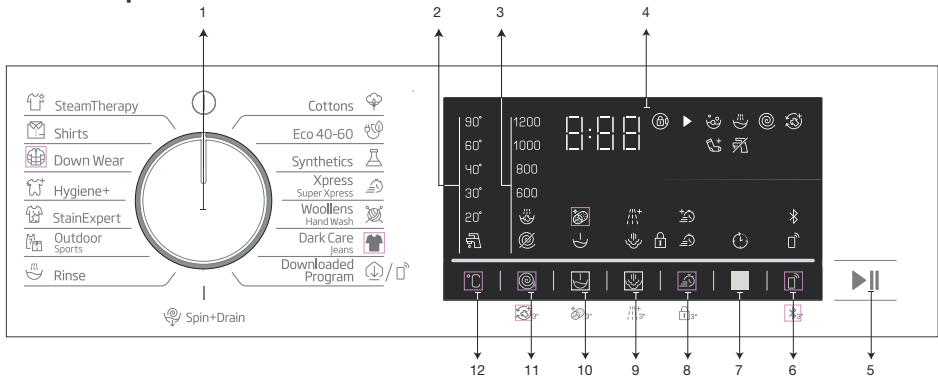 1
2
3
4
SteamTherapy
Shirts
Down Wear
Hygiene+
StainExpert
Outdoor
Sports
Rinse
Spin+Drain
Cottons
Eco 40-60
Synthetics
Xpress
Super Xpress
Woollens
Hand Wash
Dark Care
Jeans
Downloaded
Program
90° 1200
60° 1000
40° 800
30° 600
20°
8:88
°C
3" 3" 3" 3" 3"
12 11 10 9 8 7 6 5